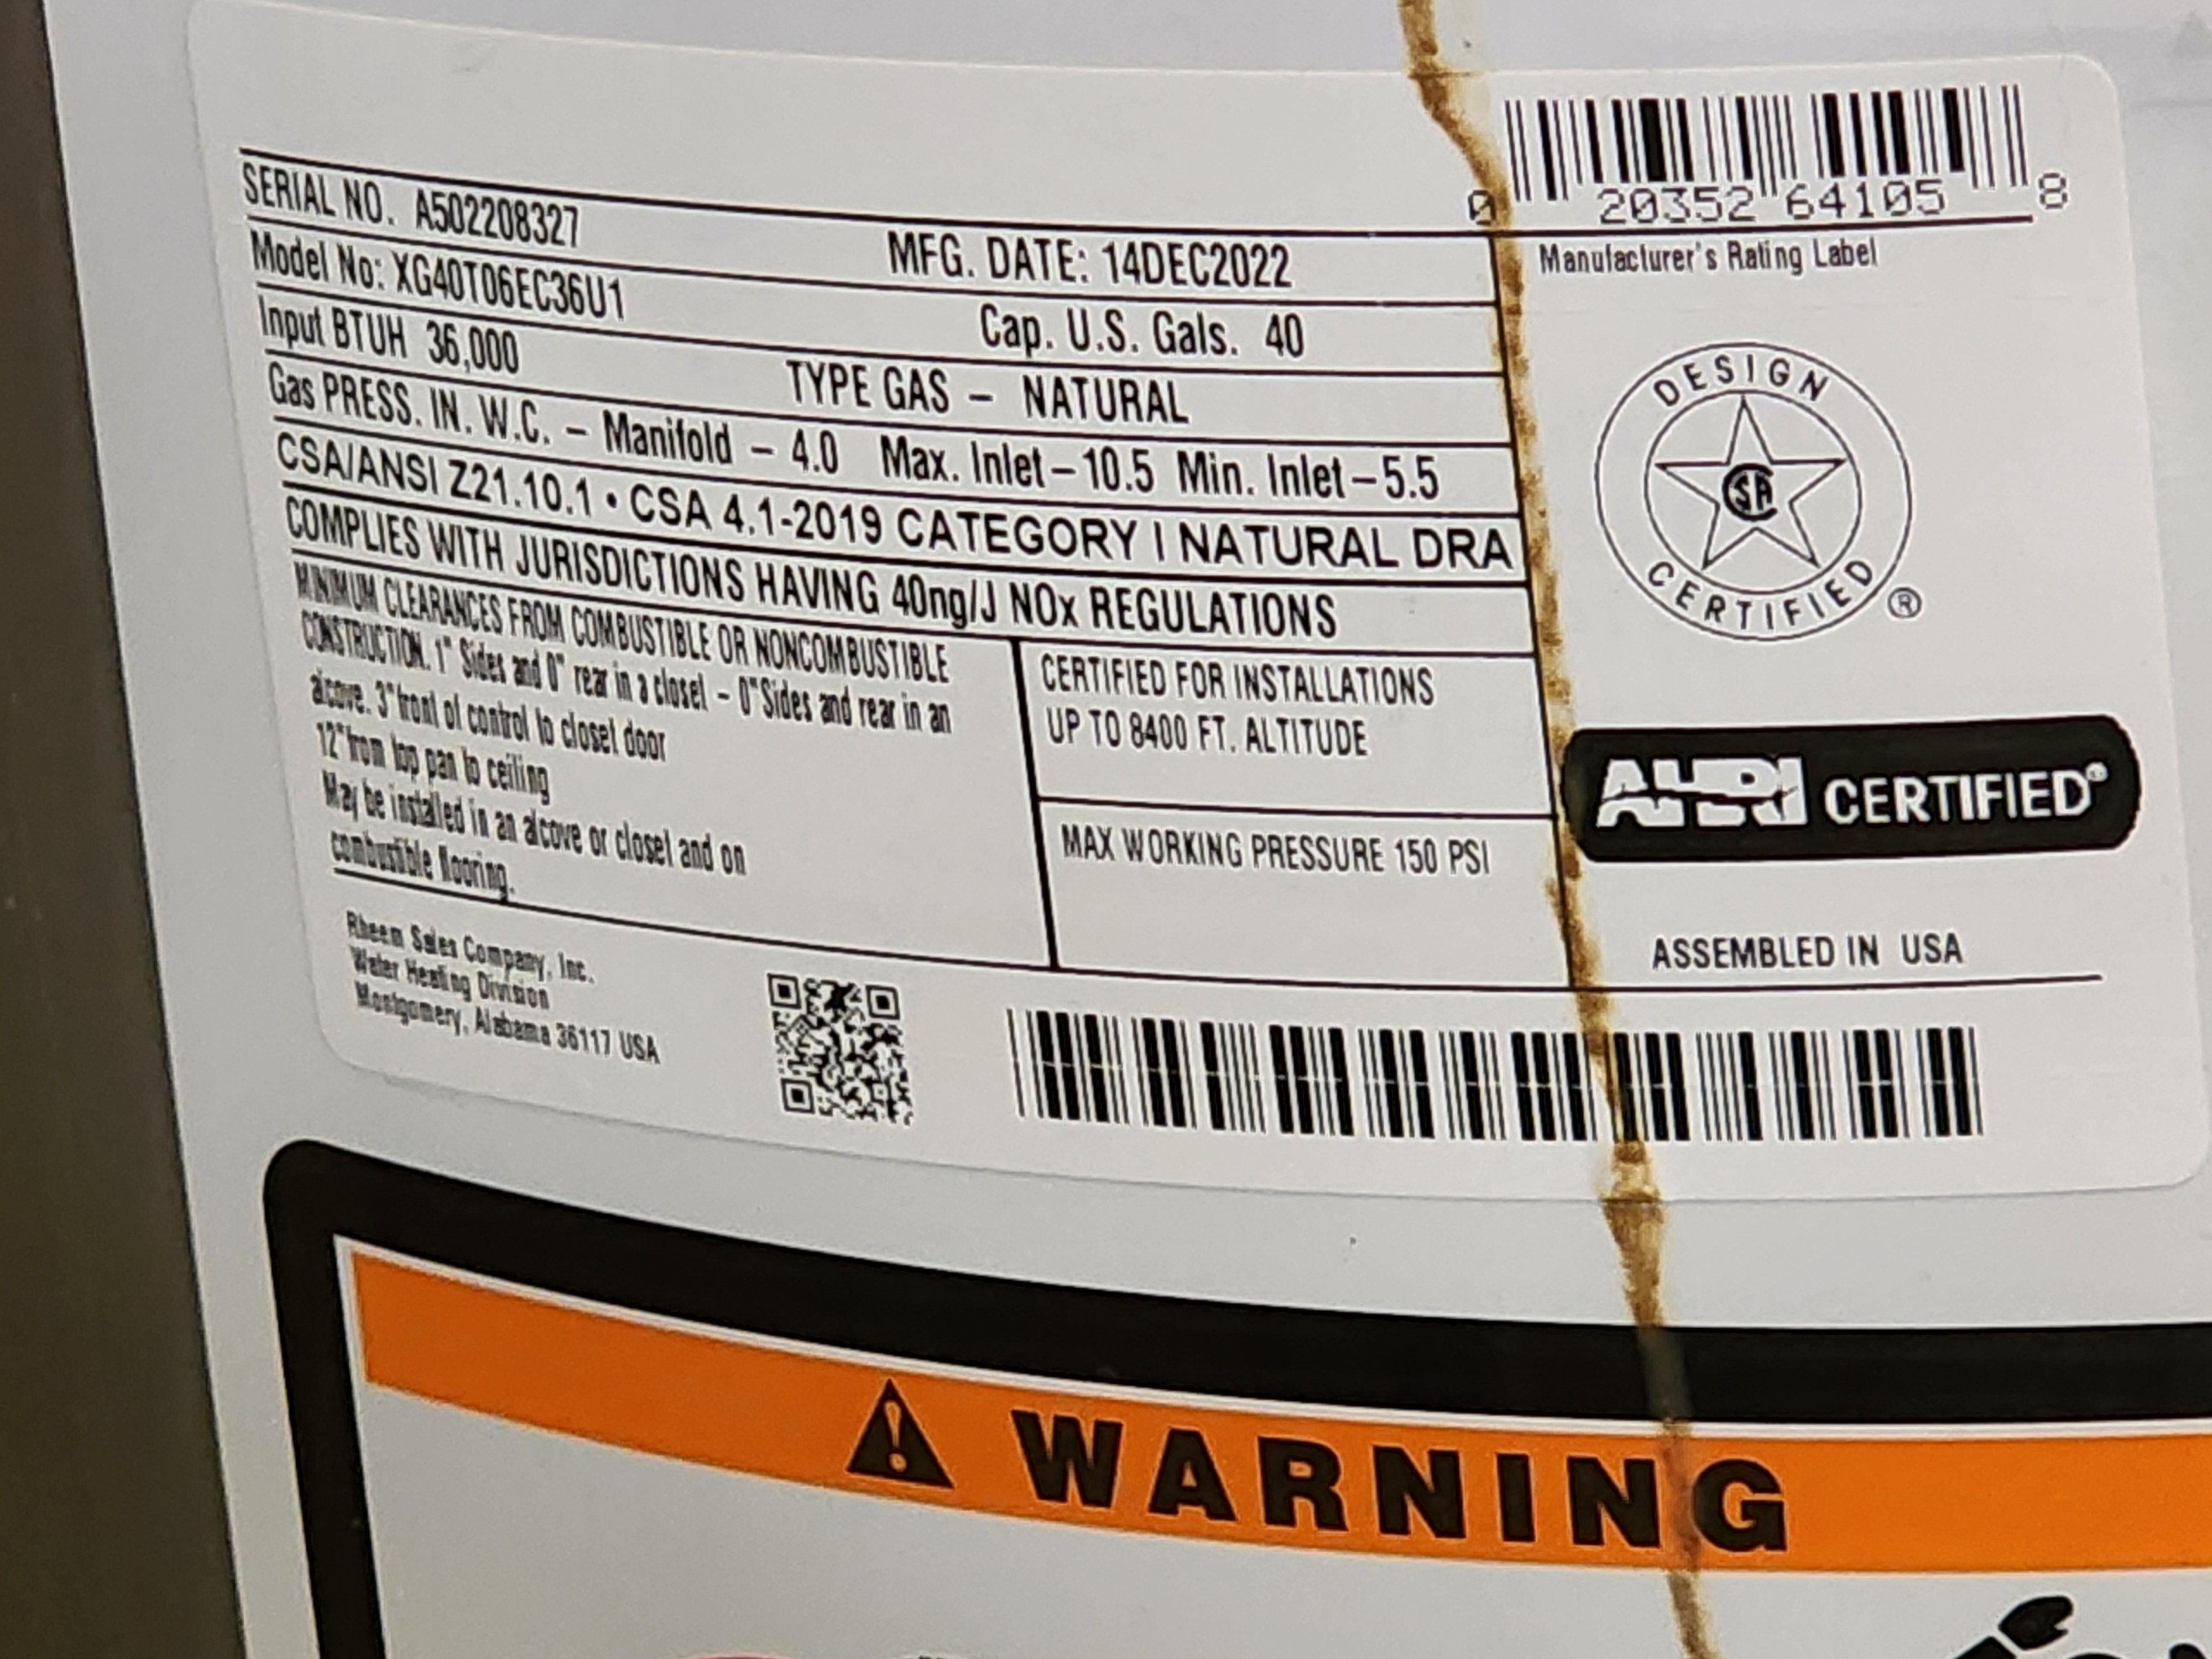 0 20352 64105 8
SERIAL NO. A502208327 MFG. DATE: 14DEC2022
Manufacturer's Rating Label
Model No: XG40T06EC36U1 Cap. U.S. Gals. 40
Input BTUH 36,000 TYPE GAS – NATURAL
Gas PRESS. IN. W.C. – Manifold – 4.0 Max. Inlet – 10.5 Min. Inlet – 5.5
CSA/ANSI Z21.10.1 • CSA 4.1-2019 CATEGORY I NATURAL DRA
COMPLIES WITH JURISDICTIONS HAVING 40ng/J NOx REGULATIONS
MINIMUM CLEARANCES FROM COMBUSTIBLE OR NONCOMBUSTIBLE
CONSTRUCTION. 1" Sides and 0" rear in a closet – 0" Sides and rear in an
alcove. 3" front of control to closet door
12" from top pan to ceiling
May be installed in an alcove or closet and on
combustible flooring.
CERTIFIED FOR INSTALLATIONS
UP TO 8400 FT. ALTITUDE
MAX WORKING PRESSURE 150 PSI
DESIGN
CSA
CERTIFIED ®
AHRI CERTIFIED®
ASSEMBLED IN USA
Rheem Sales Company, Inc.
Water Heating Division
Montgomery, Alabama 36117 USA
WARNING